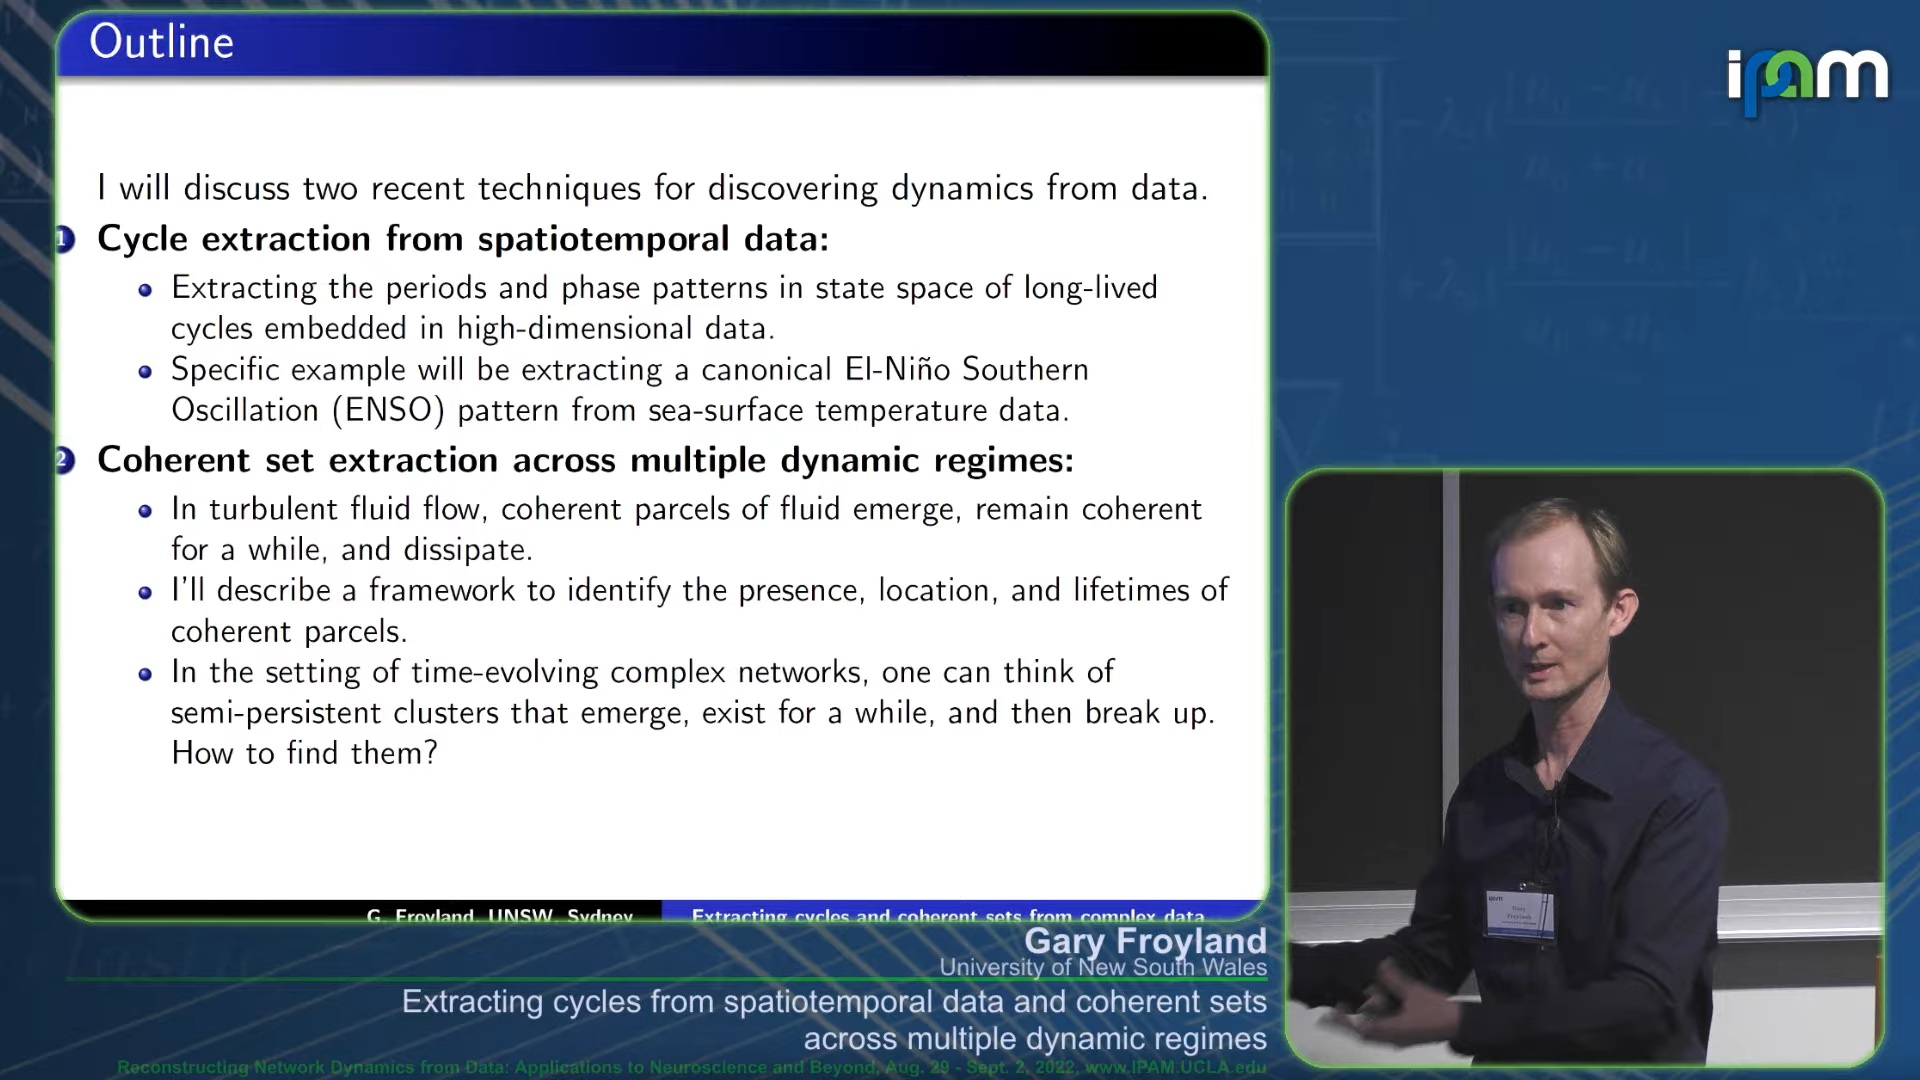 Outline
ipam
I will discuss two recent techniques for discovering dynamics from data.
1 Cycle extraction from spatiotemporal data:
Extracting the periods and phase patterns in state space of long-lived
cycles embedded in high-dimensional data.
Specific example will be extracting a canonical El-Niño Southern
Oscillation (ENSO) pattern from sea-surface temperature data.
2 Coherent set extraction across multiple dynamic regimes:
In turbulent fluid flow, coherent parcels of fluid emerge, remain coherent
for a while, and dissipate.
I'll describe a framework to identify the presence, location, and lifetimes of
coherent parcels.
In the setting of time-evolving complex networks, one can think of
semi-persistent clusters that emerge, exist for a while, and then break up.
How to find them?
G. Froyland, UNSW, Sydney
Extracting cycles and coherent sets from complex data
Gary Froyland
University of New South Wales
Extracting cycles from spatiotemporal data and coherent sets
across multiple dynamic regimes
Reconstructing Network Dynamics from Data: Applications to Neuroscience and Beyond, Aug. 29 - Sept. 2, 2022, www.IPAM.UCLA.edu
ipam
Gary
Froyland